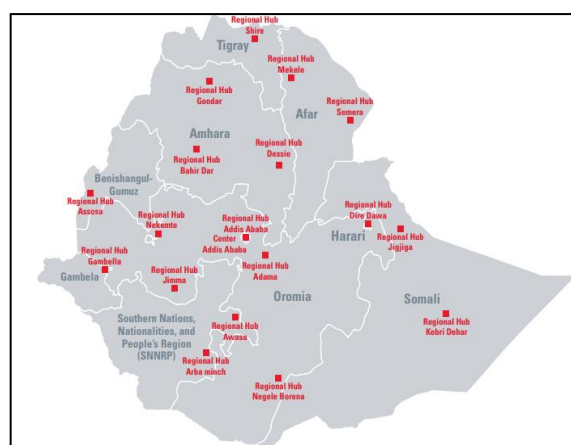 Regional Hub
Shire
Tigray
Regional Hub
Mekele
Regional Hub
Gondar
Afar
Regional Hub
Semera
Amhara
Regional Hub
Bahir Dar
Regional Hub
Dessie
Benishangul-
Gumuz
Regional Hub
Assosa
Regional Hub
Nekemte
Regional Hub
Addis Ababa
Center
Addis Ababa
Regional Hub
Dire Dawa
Harari
Regional Hub
Jigjiga
Regional Hub
Gambella
Gambela
Regional Hub
Jimma
Regional Hub
Adama
Oromia
Somali
Regional Hub
Kebri Dehar
Southern Nations,
Nationalities, and
People's Region
(SNNRP)
Regional Hub
Awasa
Regional Hub
Arba minch
Regional Hub
Negele Borena